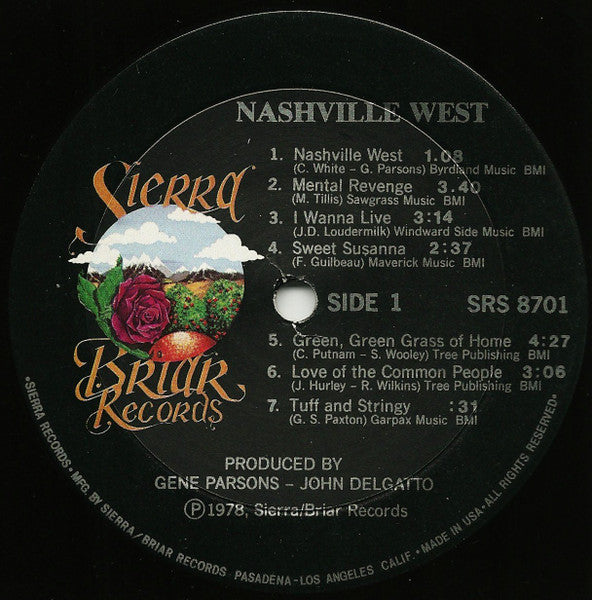 NASHVILLE WEST
1. Nashville West 1.08
(C. White – G. Parsons) Byrdland Music BMI
2. Mental Revenge 3.40
(M. Tillis) Sawgrass Music BMI
3. I Wanna Live 3:14
(J.D. Loudermilk) Windward Side Music BMI
4. Sweet Susanna 2:37
(F. Guilbeau) Maverick Music BMI
Sierra
Briar
Records
SIDE 1 SRS 8701
5. Green, Green Grass of Home 4:27
(C. Putnam – S. Wooley) Tree Publishing BMI
6. Love of the Common People 3:06
(J. Hurley – R. Wilkins) Tree Publishing BMI
7. Tuff and Stringy :31
(G. S. Paxton) Garpax Music BMI
PRODUCED BY
GENE PARSONS – JOHN DELGATTO
Ⓟ1978, Sierra/Briar Records
•SIERRA RECORDS• MFG. BY SIERRA/BRIAR RECORDS PASADENA-LOS ANGELES CALIF. •MADE IN USA•ALL RIGHTS RESERVED•